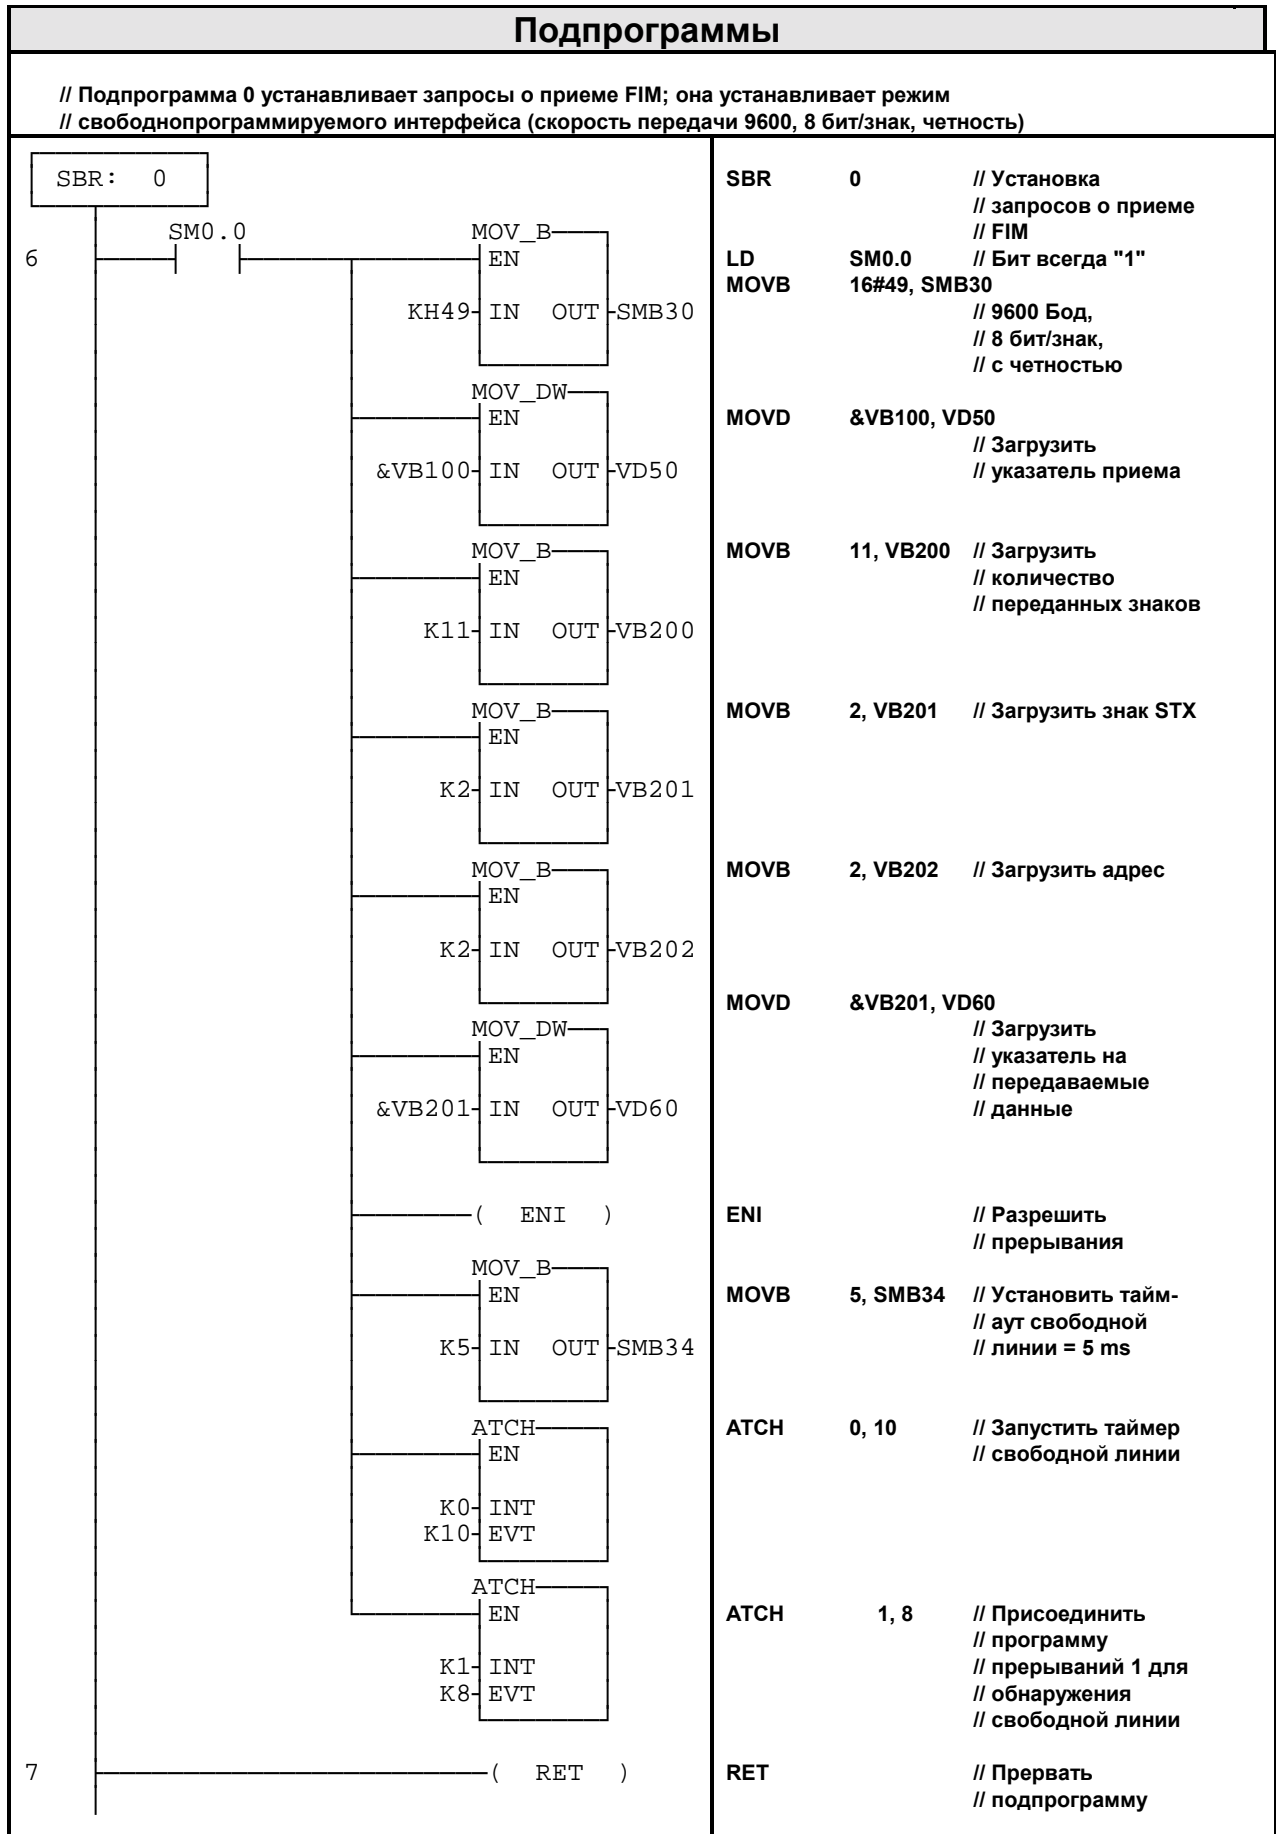 Подпрограммы
// Подпрограмма 0 устанавливает запросы о приеме FIM; она устанавливает режим
// свободнопрограммируемого интерфейса (скорость передачи 9600, 8 бит/знак, четность)
SBR: 0
SM0.0
6
MOV_B
EN
KH49 IN OUT SMB30
MOV_DW
EN
&VB100 IN OUT VD50
MOV_B
EN
K11 IN OUT VB200
MOV_B
EN
K2 IN OUT VB201
MOV_B
EN
K2 IN OUT VB202
MOV_DW
EN
&VB201 IN OUT VD60
( ENI )
MOV_B
EN
K5 IN OUT SMB34
ATCH
EN
K0 INT
K10 EVT
ATCH
EN
K1 INT
K8 EVT
7 ( RET )
SBR 0 // Установка
// запросов о приеме
// FIM
LD SM0.0 // Бит всегда "1"
MOVB 16#49, SMB30
// 9600 Бод,
// 8 бит/знак,
// с четностью
MOVD &VB100, VD50
// Загрузить
// указатель приема
MOVB 11, VB200 // Загрузить
// количество
// переданных знаков
MOVB 2, VB201 // Загрузить знак STX
MOVB 2, VB202 // Загрузить адрес
MOVD &VB201, VD60
// Загрузить
// указатель на
// передаваемые
// данные
ENI // Разрешить
// прерывания
MOVB 5, SMB34 // Установить тайм-
// аут свободной
// линии = 5 ms
ATCH 0, 10 // Запустить таймер
// свободной линии
ATCH 1, 8 // Присоединить
// программу
// прерываний 1 для
// обнаружения
// свободной линии
RET // Прервать
// подпрограмму